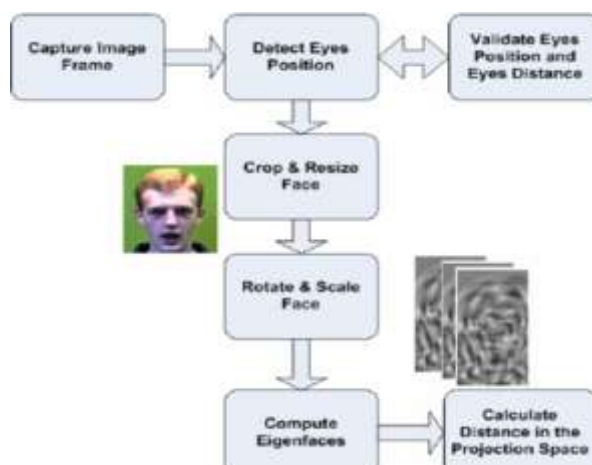 Capture Image
Frame
Detect Eyes
Position
Validate Eyes
Position and
Eyes Distance
Crop & Resize
Face
Rotate & Scale
Face
Compute
Eigenfaces
Calculate
Distance in the
Projection Space